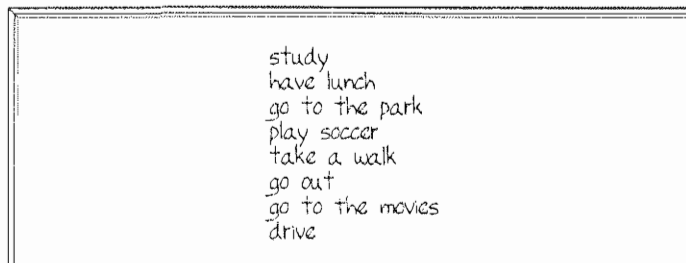 study
have lunch
go to the park
play soccer
take a walk
go out
go to the movies
drive